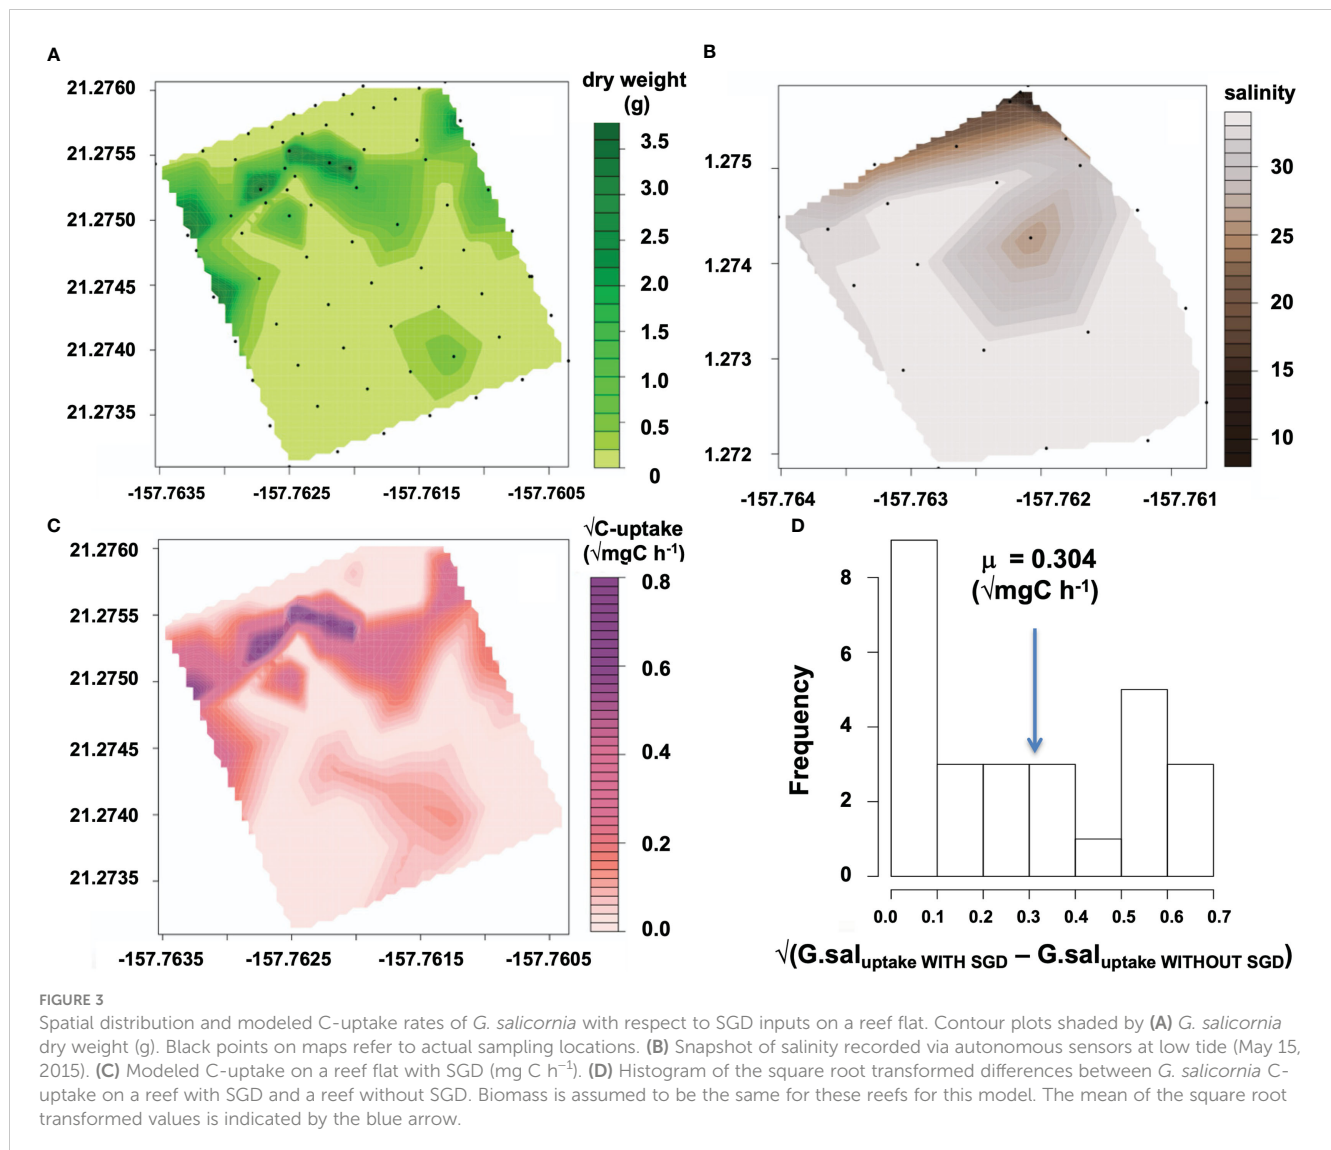 A
dry weight
(g)
21.2760
21.2755
21.2750
21.2745
21.2740
21.2735
3.5
3.0
2.5
2.0
1.5
1.0
0.5
0
-157.7635
-157.7625
-157.7615
-157.7605
B
salinity
1.275
1.274
1.273
1.272
30
25
20
15
10
-157.764
-157.763
-157.762
-157.761
C
√C-uptake
(√mgC h-1)
21.2760
21.2755
21.2750
21.2745
21.2740
21.2735
0.8
0.6
0.4
0.2
0.0
-157.7635
-157.7625
-157.7615
-157.7605
D
μ = 0.304
(√mgC h-1)
Frequency
8
6
4
2
0
0.0 0.1 0.2 0.3 0.4 0.5 0.6 0.7
√(G.saluptake WITH SGD – G.saluptake WITHOUT SGD)
FIGURE 3
Spatial distribution and modeled C-uptake rates of G. salicornia with respect to SGD inputs on a reef flat. Contour plots shaded by (A) G. salicornia
dry weight (g). Black points on maps refer to actual sampling locations. (B) Snapshot of salinity recorded via autonomous sensors at low tide (May 15,
2015). (C) Modeled C-uptake on a reef flat with SGD (mg C h−1). (D) Histogram of the square root transformed differences between G. salicornia C-
uptake on a reef with SGD and a reef without SGD. Biomass is assumed to be the same for these reefs for this model. The mean of the square root
transformed values is indicated by the blue arrow.